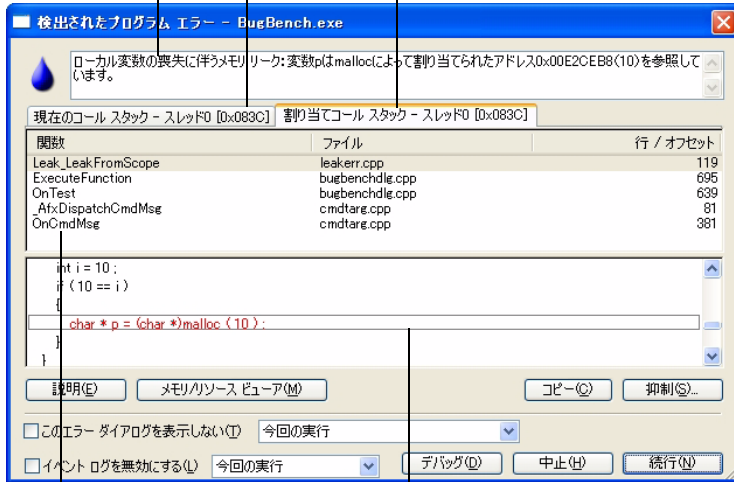 検出されたプログラム エラー - BugBench.exe
ローカル変数の喪失に伴うメモリ リーク: 変数pはmallocによって割り当てられたアドレス0x00E2CEB8(10)を参照して
います。
現在のコール スタック - スレッド0 [0x083C] 割り当てコール スタック - スレッド0 [0x083C]
関数 ファイル 行 / オフセット
Leak_LeakFromScope leakerr.cpp 119
ExecuteFunction bugbenchdlg.cpp 695
OnTest bugbenchdlg.cpp 639
_AfxDispatchCmdMsg cmdtarg.cpp 81
OnCmdMsg cmdtarg.cpp 381
int i = 10 ;
if ( 10 == i )
{
char * p = (char *)malloc ( 10 ) ;
}
}
説明(E) メモリ/リソース ビューア(M) コピー(C) 抑制(S)...
このエラー ダイアログを表示しない(T) 今回の実行
イベント ログを無効にする(L) 今回の実行 デバッグ(D) 中止(H) 続行(N)